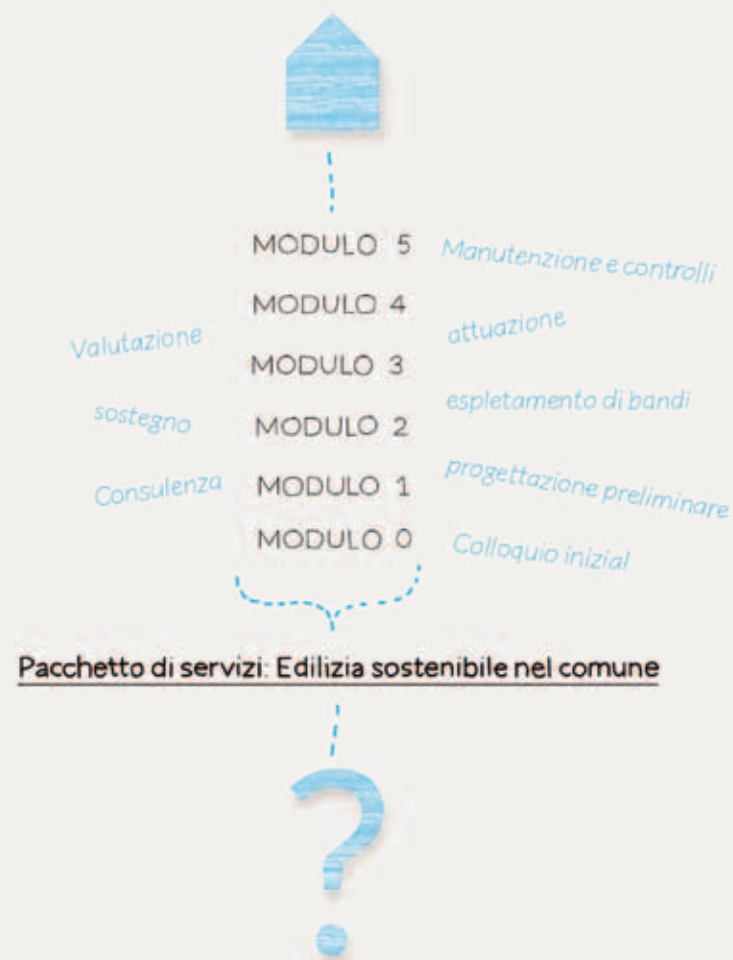 MODULO 5 Manutenzione e controlli
MODULO 4
Valutazione
attuazione
MODULO 3
sostegno
espletamento di bandi
MODULO 2
Consulenza
MODULO 1
progettazione preliminare
MODULO 0 Colloquio inizial
Pacchetto di servizi: Edilizia sostenibile nel comune
?